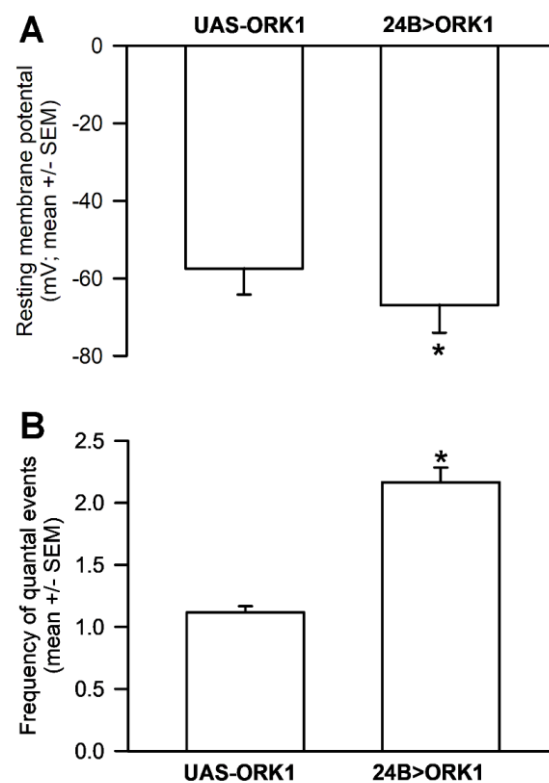 A
UAS-ORK1 24B>ORK1
Resting membrane potential
(mV; mean +/- SEM)
0
-20
-40
-60
-80
*
B
Frequency of quantal events
(mean +/- SEM)
2.5
2.0
1.5
1.0
0.5
0.0
*
UAS-ORK1 24B>ORK1